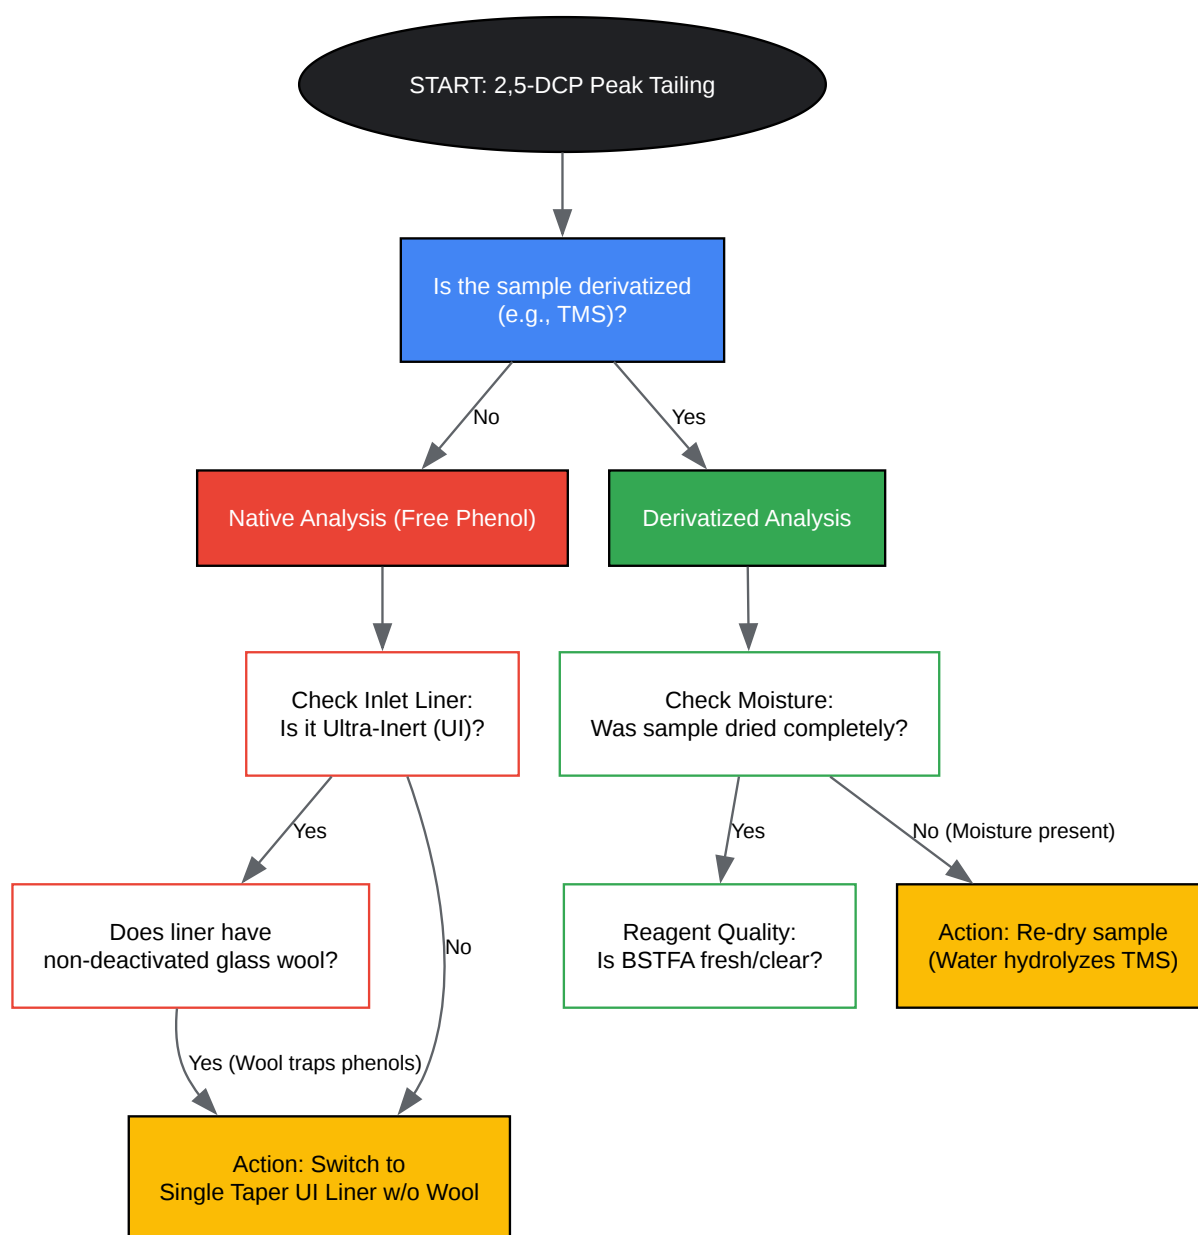 START: 2,5-DCP Peak Tailing
Is the sample derivatized
(e.g., TMS)?
No
Yes
Native Analysis (Free Phenol)
Derivatized Analysis
Check Inlet Liner:
Is it Ultra-Inert (UI)?
Check Moisture:
Was sample dried completely?
Yes
No
Yes
No (Moisture present)
Does liner have
non-deactivated glass wool?
Reagent Quality:
Is BSTFA fresh/clear?
Action: Re-dry sample
(Water hydrolyzes TMS)
Yes (Wool traps phenols)
Action: Switch to
Single Taper UI Liner w/o Wool